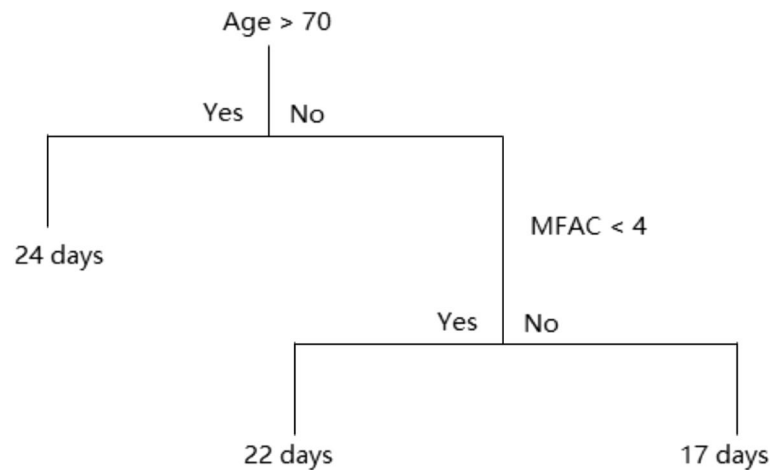 Age > 70
Yes No
MFAC < 4
24 days
Yes No
22 days 17 days